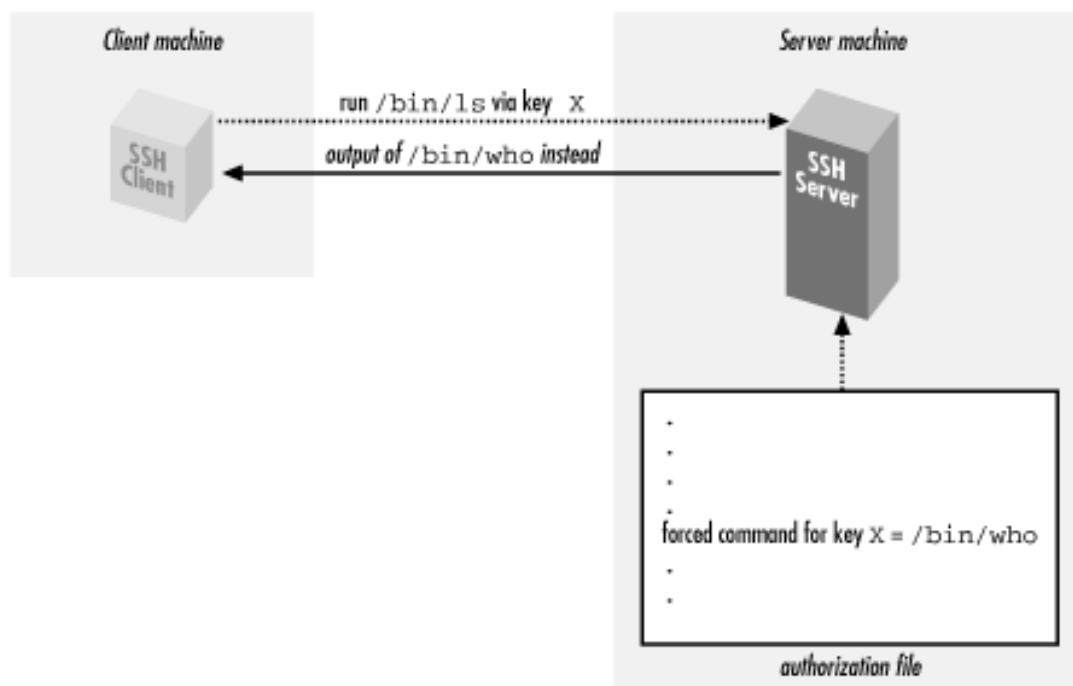 Client machine
Server machine
run /bin/ls via key X
output of /bin/who instead
SSH
Client
SSH
Server
.
.
.
.
forced command for key X = /bin/who
.
.
authorization file